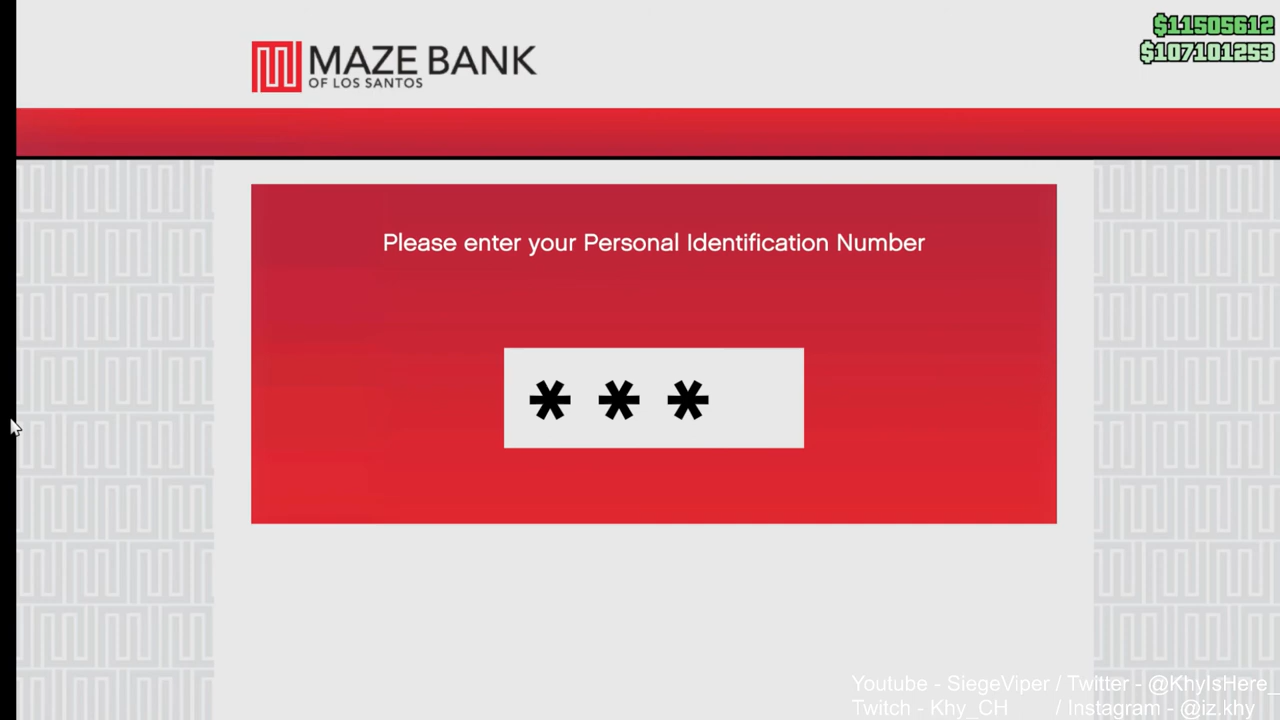 $11505612
$107101253
MAZE BANK
OF LOS SANTOS
Please enter your Personal Identification Number
* * *
Youtube - SiegeViper / Twitter - @KhyIsHere_
Twitch - Khy_CH / Instagram - @iz.khy